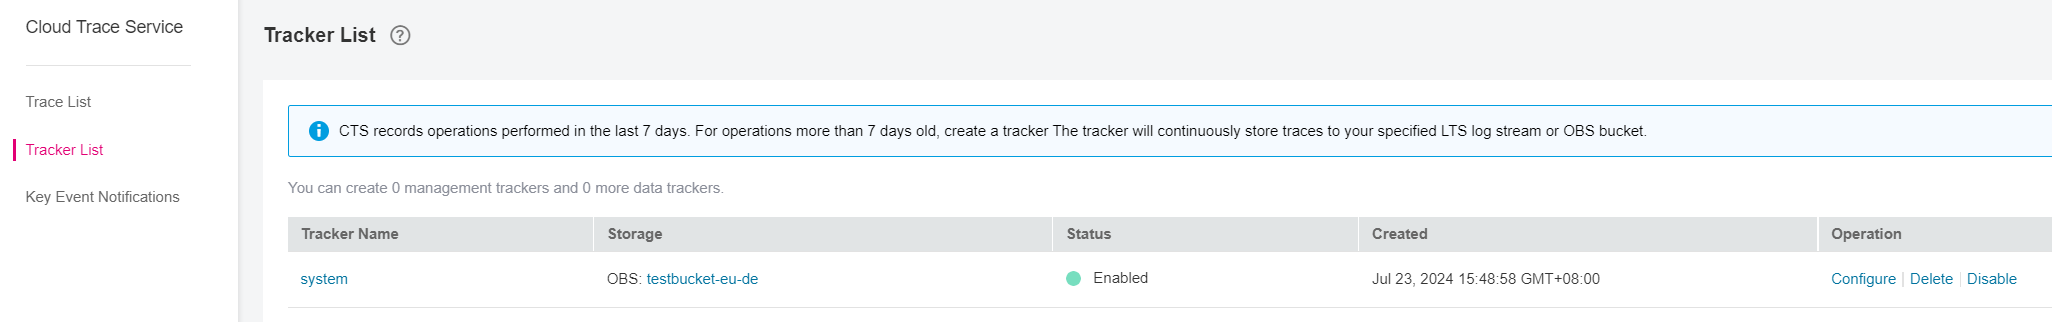 Cloud Trace Service
Trace List
Tracker List
Key Event Notifications
Tracker List ?
CTS records operations performed in the last 7 days. For operations more than 7 days old, create a tracker The tracker will continuously store traces to your specified LTS log stream or OBS bucket.
You can create 0 management trackers and 0 more data trackers.
Tracker Name Storage Status Created Operation
system OBS: testbucket-eu-de Enabled Jul 23, 2024 15:48:58 GMT+08:00 Configure | Delete | Disable